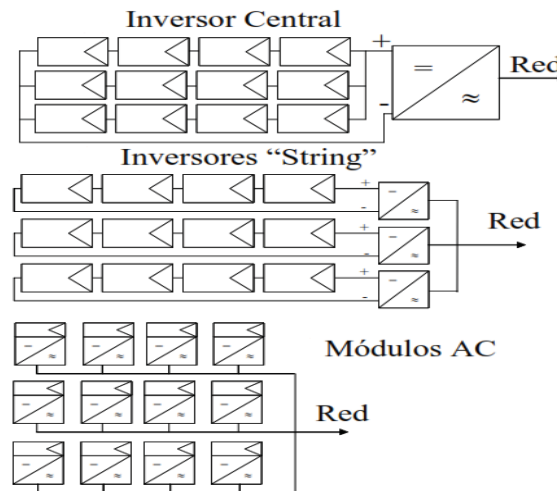 Inversor Central
+
=
Red
-
≈
Inversores “String”
+
-
-
≈
+
Red
-
-
≈
+
-
-
≈
Módulos AC
- ≈ - ≈ - ≈ - ≈
Red
- ≈ - ≈ - ≈ - ≈
- ≈ - ≈ - ≈ - ≈